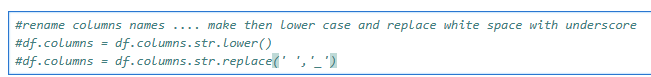 #rename columns names .... make then lower case and replace white space with underscore
#df.columns = df.columns.str.lower()
#df.columns = df.columns.str.replace(' ','_')